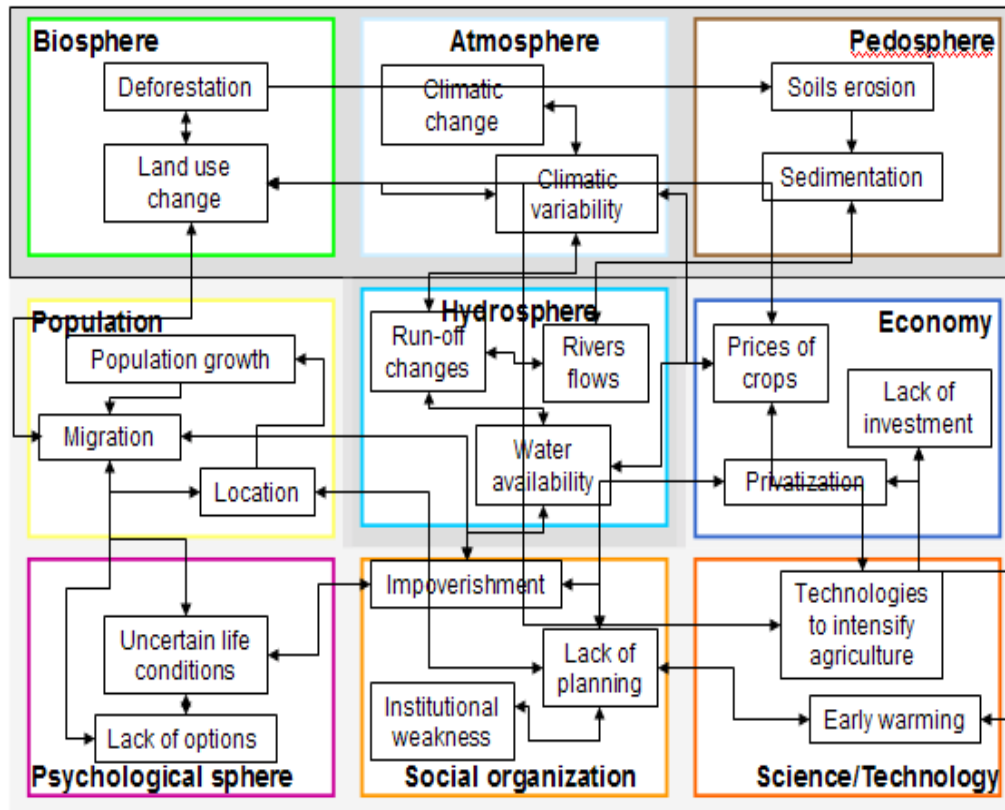 Biosphere
Deforestation
Land use
change
Atmosphere
Climatic
change
Climatic
variability
Pedosphere
Soils erosion
Sedimentation
Population
Population growth
Migration
Location
Hydrosphere
Run-off
changes
Rivers
flows
Water
availability
Economy
Prices of
crops
Lack of
investment
Privatization
Uncertain life
conditions
Lack of options
Psychological sphere
Impoverishment
Lack of
planning
Institutional
weakness
Social organization
Technologies
to intensify
agriculture
Early warming
Science/Technology